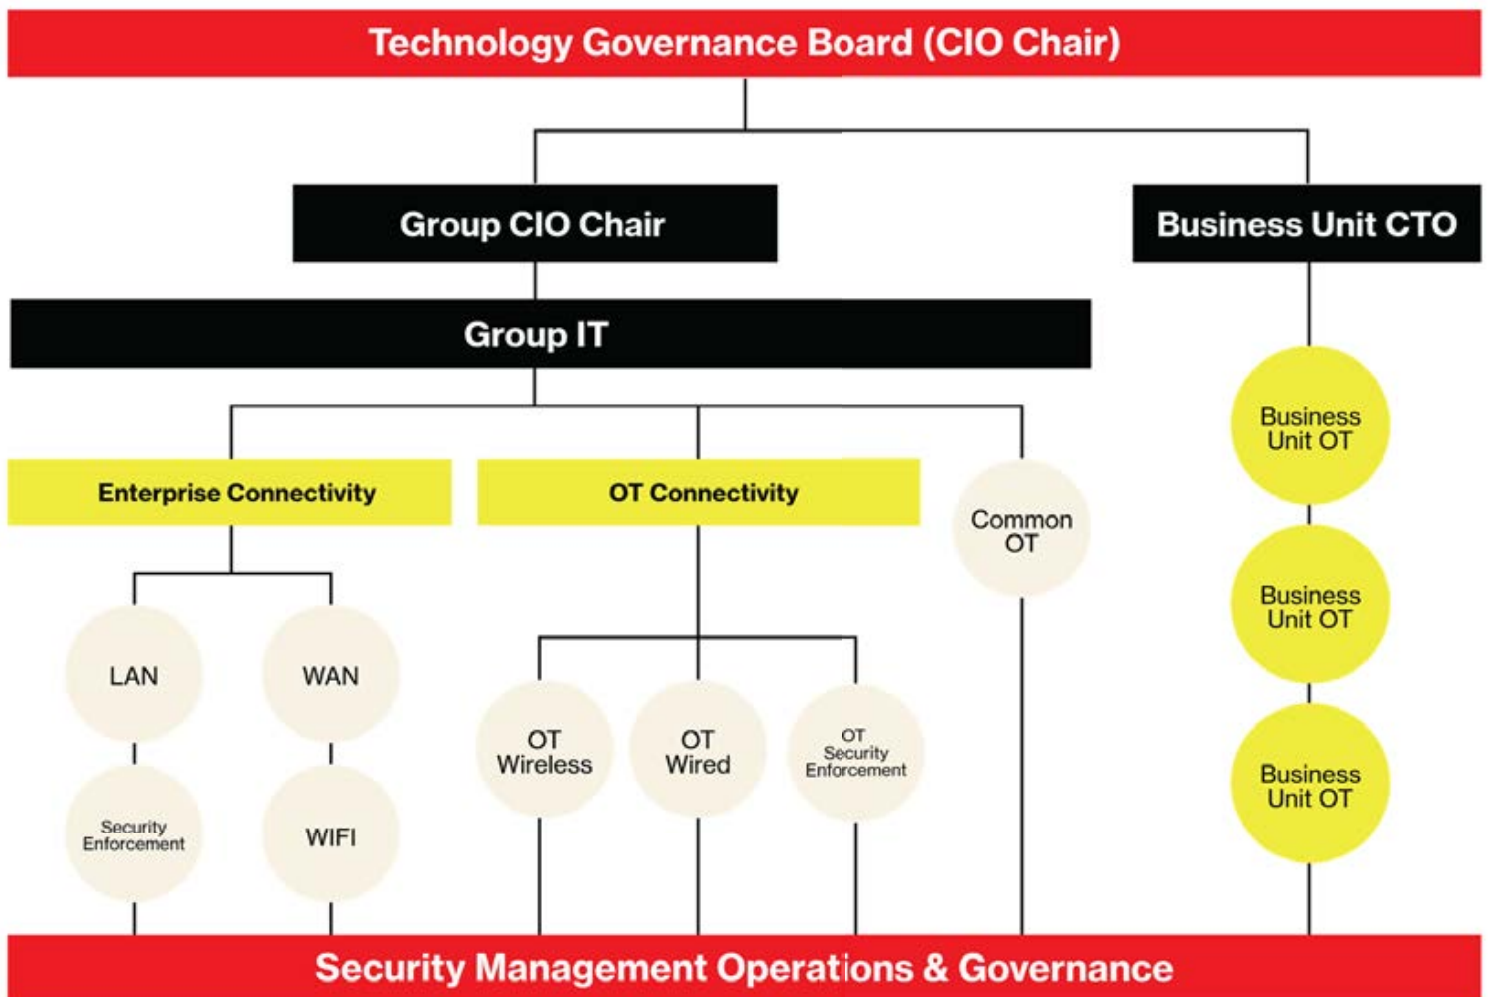 Technology Governance Board (CIO Chair)
Group CIO Chair
Business Unit CTO
Group IT
Enterprise Connectivity
OT Connectivity
Common
OT
Business
Unit OT
Business
Unit OT
Business
Unit OT
LAN
WAN
Security
Enforcement
WIFI
OT
Wireless
OT
Wired
OT
Security
Enforcement
Security Management Operations & Governance